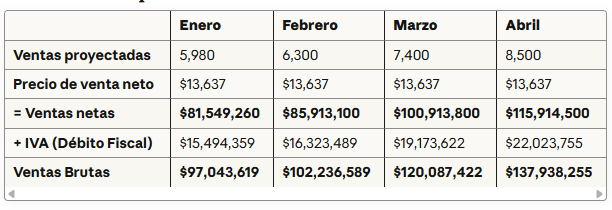 Enero Febrero Marzo Abril
Ventas proyectadas 5,980 6,300 7,400 8,500
Precio de venta neto $13,637 $13,637 $13,637 $13,637
= Ventas netas $81,549,260 $85,913,100 $100,913,800 $115,914,500
+ IVA (Débito Fiscal) $15,494,359 $16,323,489 $19,173,622 $22,023,755
Ventas Brutas $97,043,619 $102,236,589 $120,087,422 $137,938,255